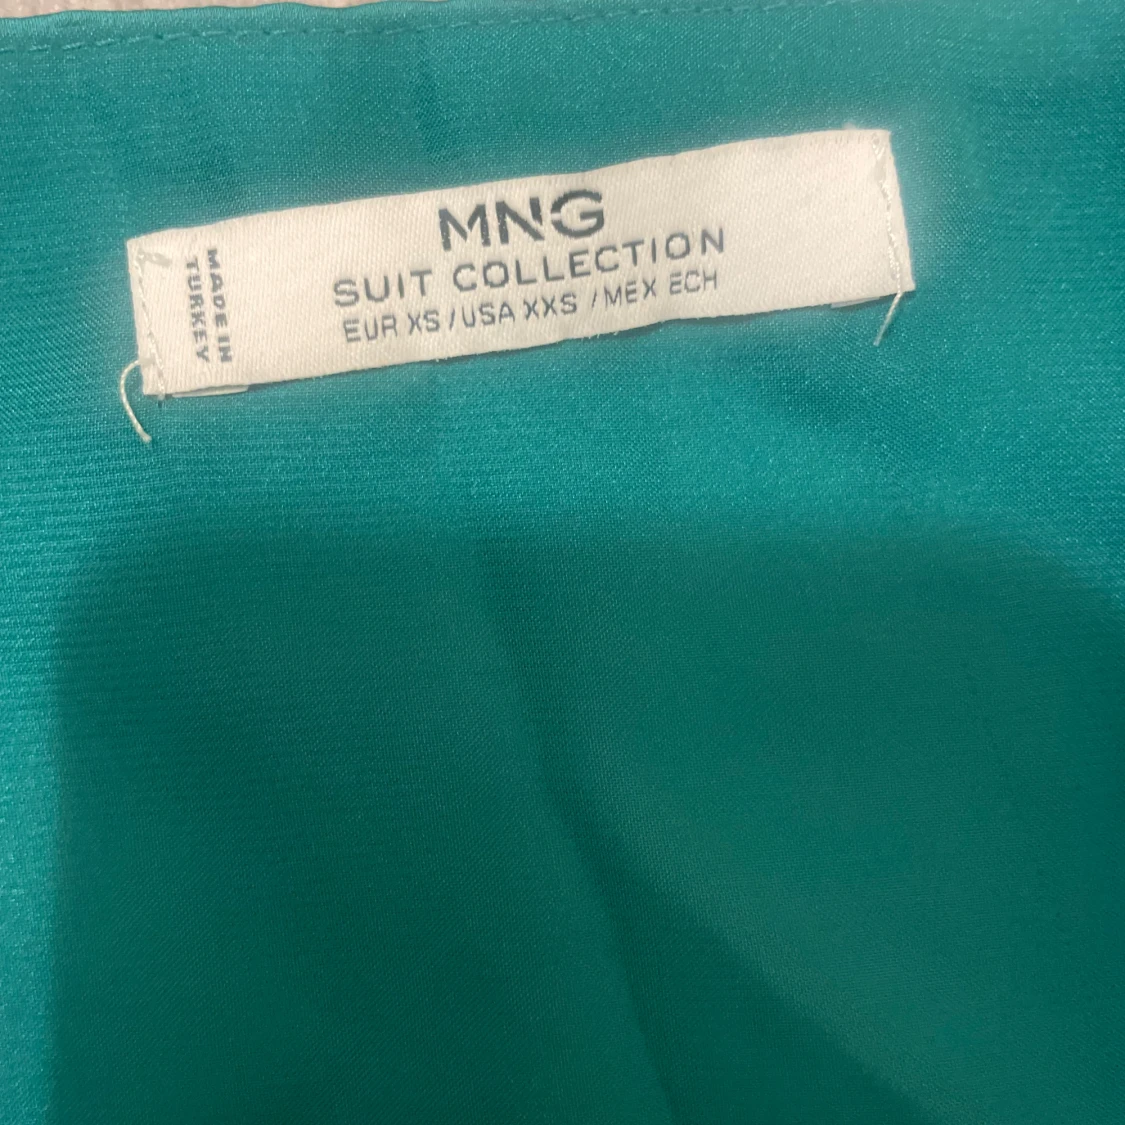 MNG
SUIT COLLECTION
EUR XS / USA XXS / MEX ECH
MADE IN
TURKEY